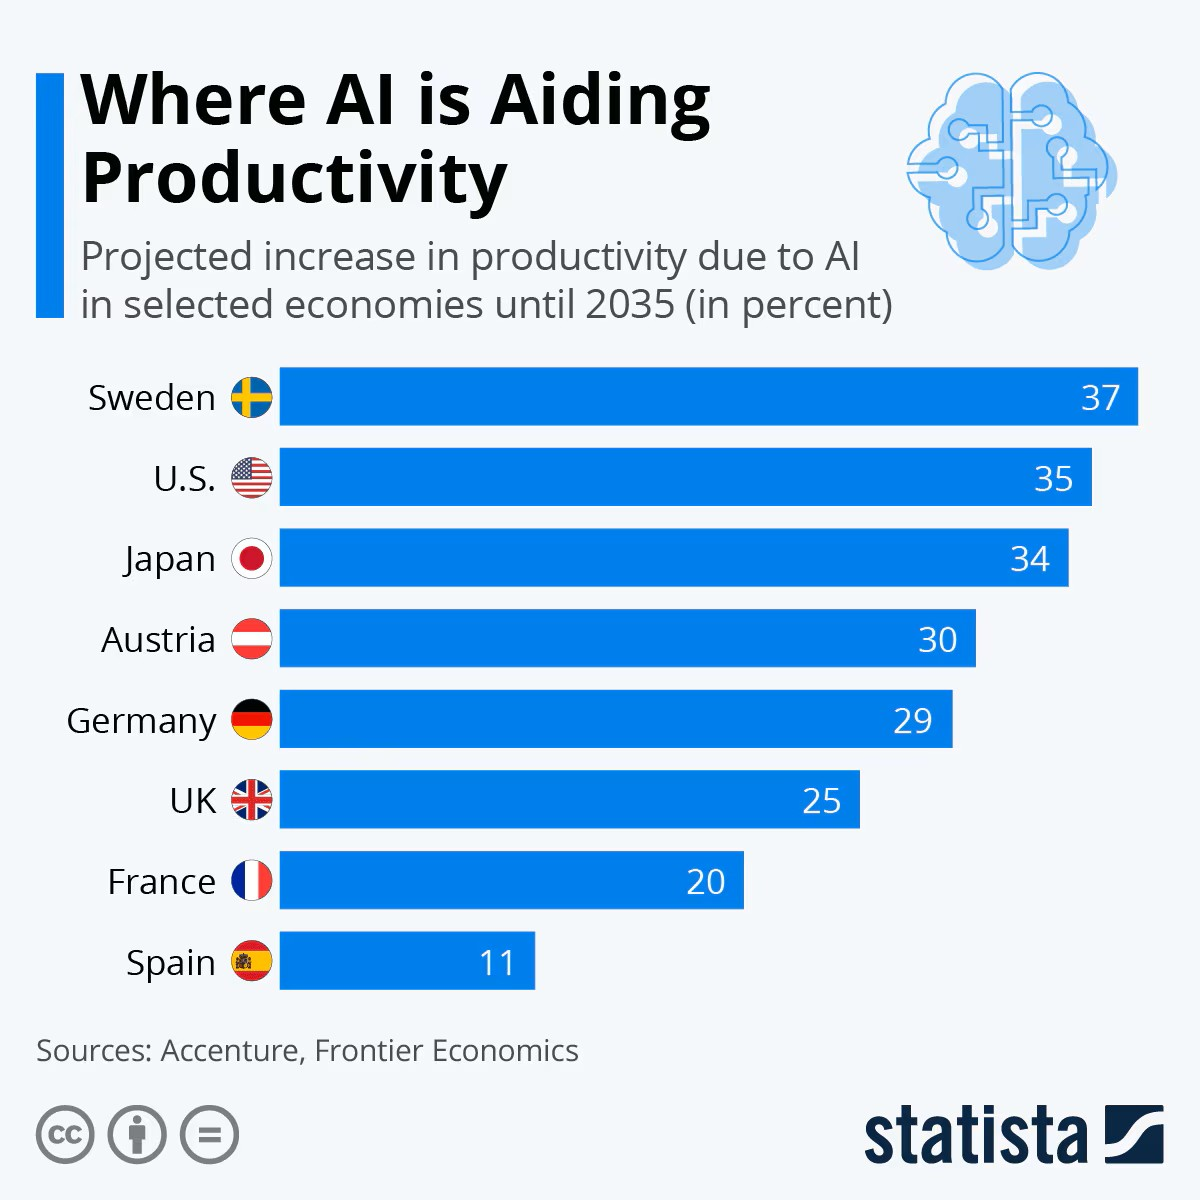 Where AI is Aiding
Productivity
Projected increase in productivity due to AI
in selected economies until 2035 (in percent)
Sweden 37
U.S. 35
Japan 34
Austria 30
Germany 29
UK 25
France 20
Spain 11
Sources: Accenture, Frontier Economics
cc =
statista